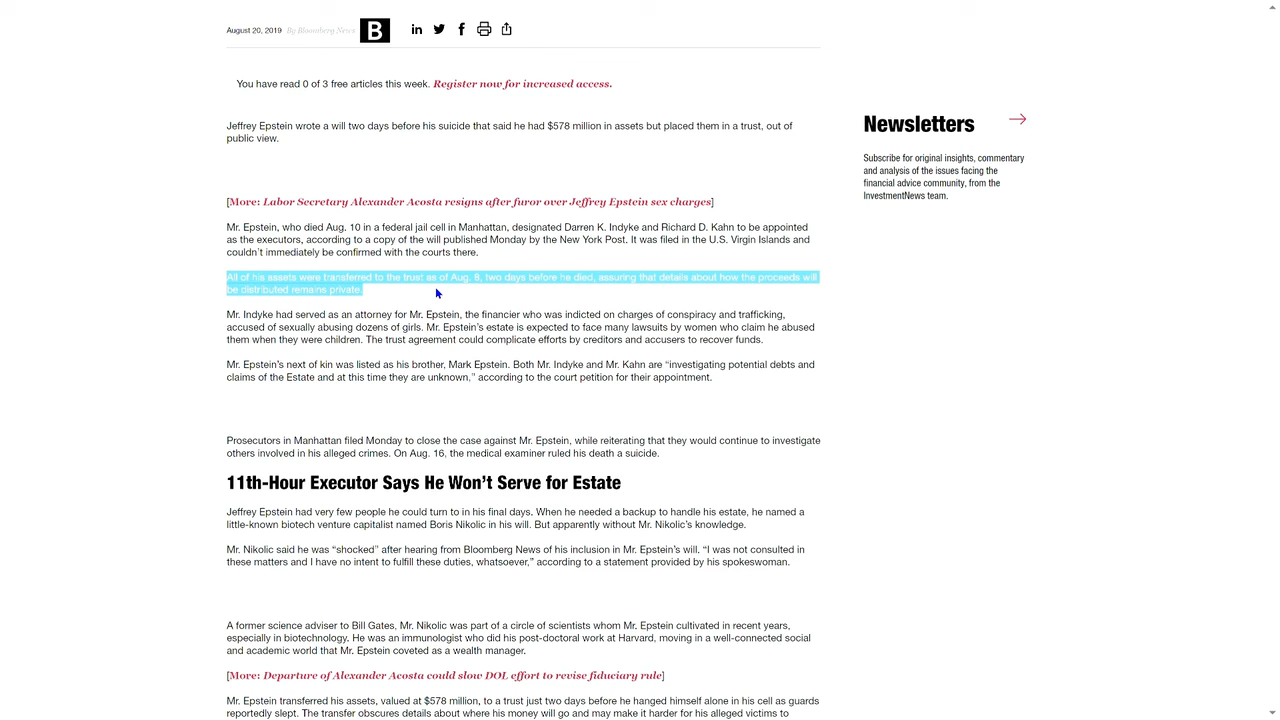 August 20, 2019 By Bloomberg News B in f
You have read 0 of 3 free articles this week. Register now for increased access.
Jeffrey Epstein wrote a will two days before his suicide that said he had $578 million in assets but placed them in a trust, out of
public view.
Newsletters
Subscribe for original insights, commentary
and analysis of the issues facing the
financial advice community, from the
InvestmentNews team.
[Move: Labor Secretary Alexander Acosta resigns after furor over Jeffrey Epstein sex charges]
Mr. Epstein, who died Aug. 10 in a federal jail cell in Manhattan, designated Darren K. Indyke and Richard D. Kahn to be appointed
as the executors, according to a copy of the will published Monday by the New York Post. It was filed in the U.S. Virgin Islands and
couldn't immediately be confirmed with the courts there.
All of his assets were transferred to the trust as of Aug. 8, two days before he died, assuring that details about how the proceeds will
be distributed remains private.
Mr. Indyke had served as an attorney for Mr. Epstein, the financier who was indicted on charges of conspiracy and trafficking,
accused of sexually abusing dozens of girls. Mr. Epstein's estate is expected to face many lawsuits by women who claim he abused
them when they were children. The trust agreement could complicate efforts by creditors and accusers to recover funds.
Mr. Epstein's next of kin was listed as his brother, Mark Epstein. Both Mr. Indyke and Mr. Kahn are “investigating potential debts and
claims of the Estate and at this time they are unknown,” according to the court petition for their appointment.
Prosecutors in Manhattan filed Monday to close the case against Mr. Epstein, while reiterating that they would continue to investigate
others involved in his alleged crimes. On Aug. 16, the medical examiner ruled his death a suicide.
11th-Hour Executor Says He Won't Serve for Estate
Jeffrey Epstein had very few people he could turn to in his final days. When he needed a backup to handle his estate, he named a
little-known biotech venture capitalist named Boris Nikolic in his will. But apparently without Mr. Nikolic's knowledge.
Mr. Nikolic said he was “shocked” after hearing from Bloomberg News of his inclusion in Mr. Epstein's will. “I was not consulted in
these matters and I have no intent to fulfill these duties, whatsoever,” according to a statement provided by his spokeswoman.
A former science adviser to Bill Gates, Mr. Nikolic was part of a circle of scientists whom Mr. Epstein cultivated in recent years,
especially in biotechnology. He was an immunologist who did his post-doctoral work at Harvard, moving in a well-connected social
and academic world that Mr. Epstein coveted as a wealth manager.
[Move: Departure of Alexander Acosta could slow DOL effort to revise fiduciary rule]
Mr. Epstein transferred his assets, valued at $578 million, to a trust just two days before he hanged himself alone in his cell as guards
reportedly slept. The transfer obscures details about where his money will go and may make it harder for his alleged victims to